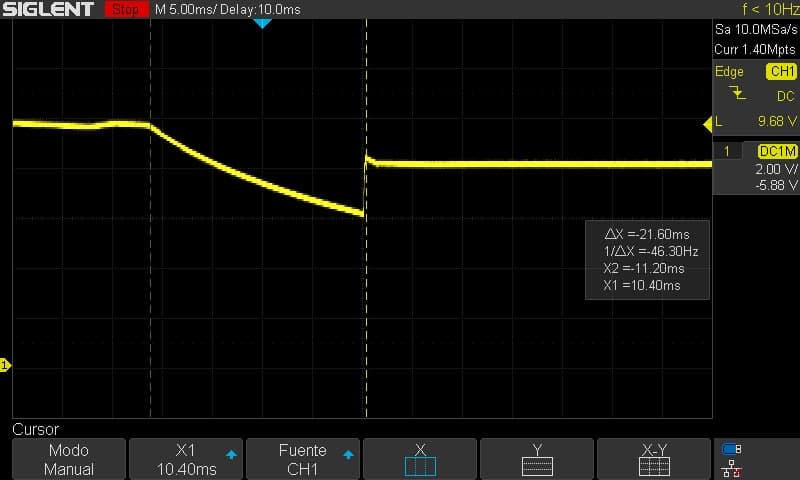 SIGLENT Stop M 5.00ms/ Delay:10.0ms f < 10Hz
Sa 10.0MSa/s
Curr 1.40Mpts
Edge CH1
DC
L 9.68 V
1 DC1M
2.00 V/
-5.88 V
ΔX =-21.60ms
1/ΔX =-46.30Hz
X2 =-11.20ms
X1 =10.40ms
1
Cursor
Modo
Manual
X1
10.40ms
Fuente
CH1
X
Y
X-Y